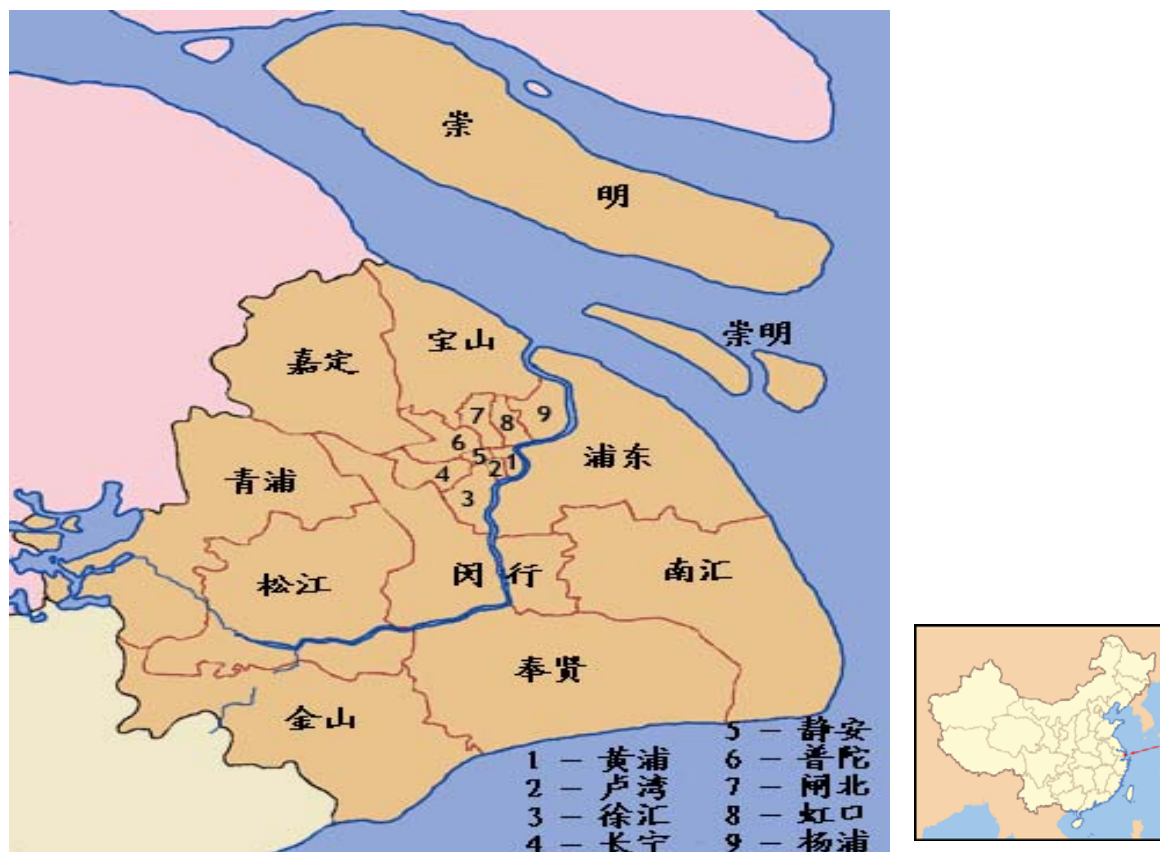 崇
明
崇明
宝山
嘉定
7
8
9
6
5
1
2
4
3
浦东
青浦
松江
闵行
南汇
奉贤
金山
1 – 黄浦
2 – 卢湾
3 – 徐汇
4 – 长宁
5 – 静安
6 – 普陀
7 – 闸北
8 – 虹口
9 – 杨浦